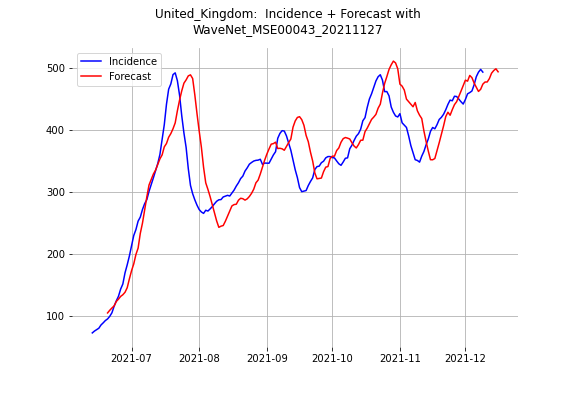 United_Kingdom:  Incidence + Forecast with
WaveNet_MSE00043_20211127
Incidence
Forecast
500
400
300
200
100
2021-07
2021-08
2021-09
2021-10
2021-11
2021-12